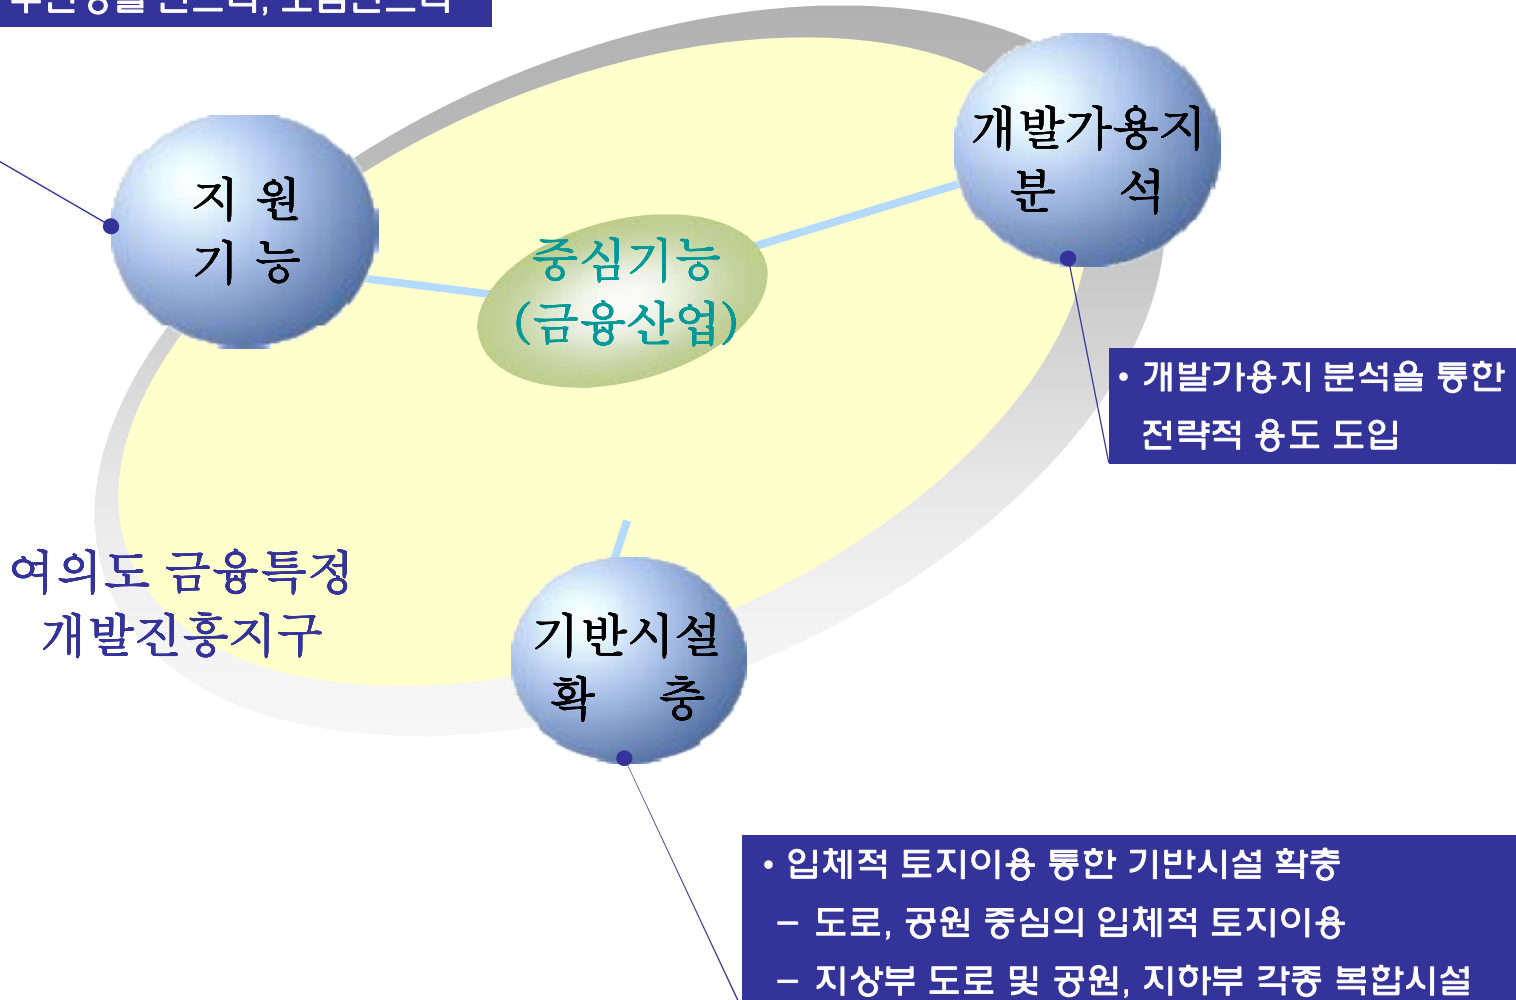 개발가용지
분 석
지 원
기 능
중심기능
(금융산업)
• 개발가용지 분석을 통한
전략적 용도 도입
여의도 금융특정
개발진흥지구
기반시설
확 충
• 입체적 토지이용 통한 기반시설 확충
– 도로, 공원 중심의 입체적 토지이용
– 지상부 도로 및 공원, 지하부 각종 복합시설